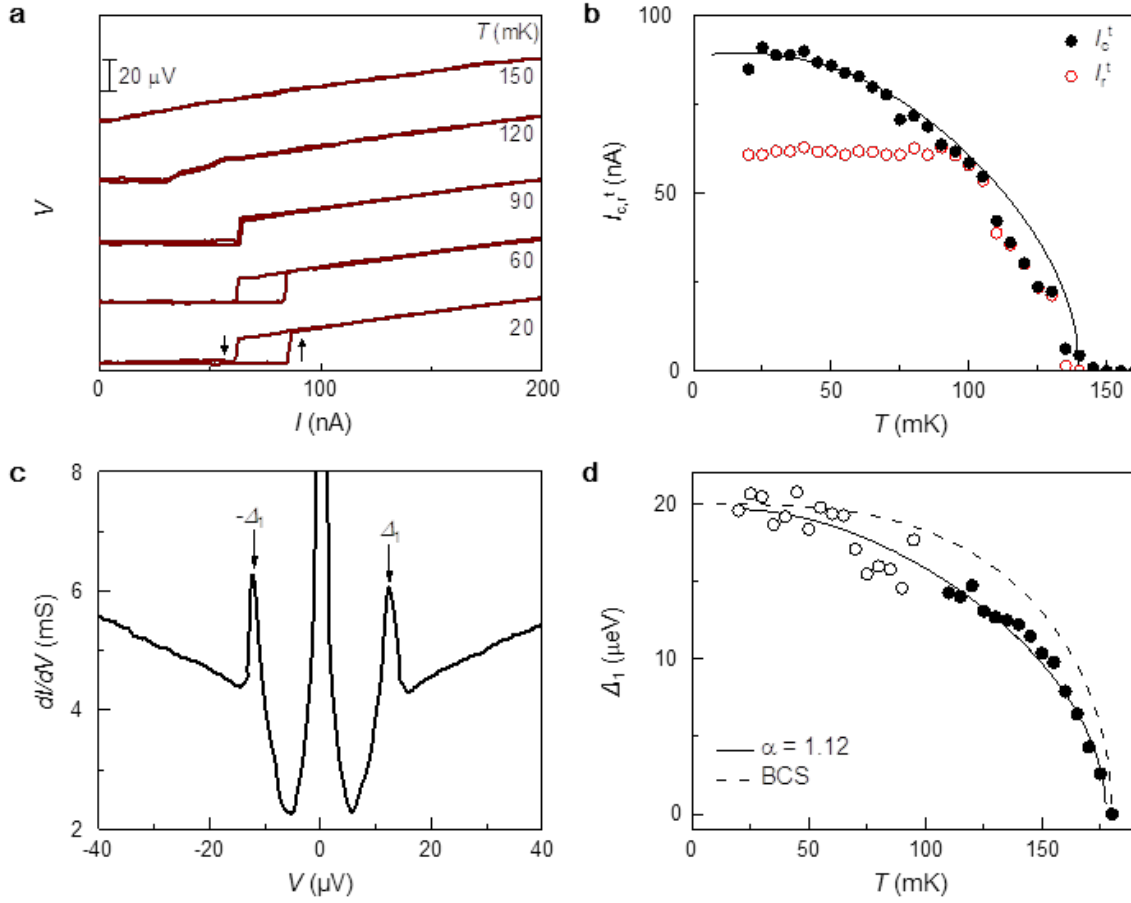 a
T (mK)
20 µV
150
120
90
60
20
V
0
100
200
I (nA)
b
100
50
0
I_c^t
I_r^t
I_{c,r}^t (nA)
0
50
100
150
T (mK)
c
8
6
4
2
-Δ₁
Δ₁
dI/dV (mS)
-40
-20
0
20
40
V (µV)
d
20
10
0
Δ₁ (µeV)
α = 1.12
BCS
0
50
100
150
T (mK)